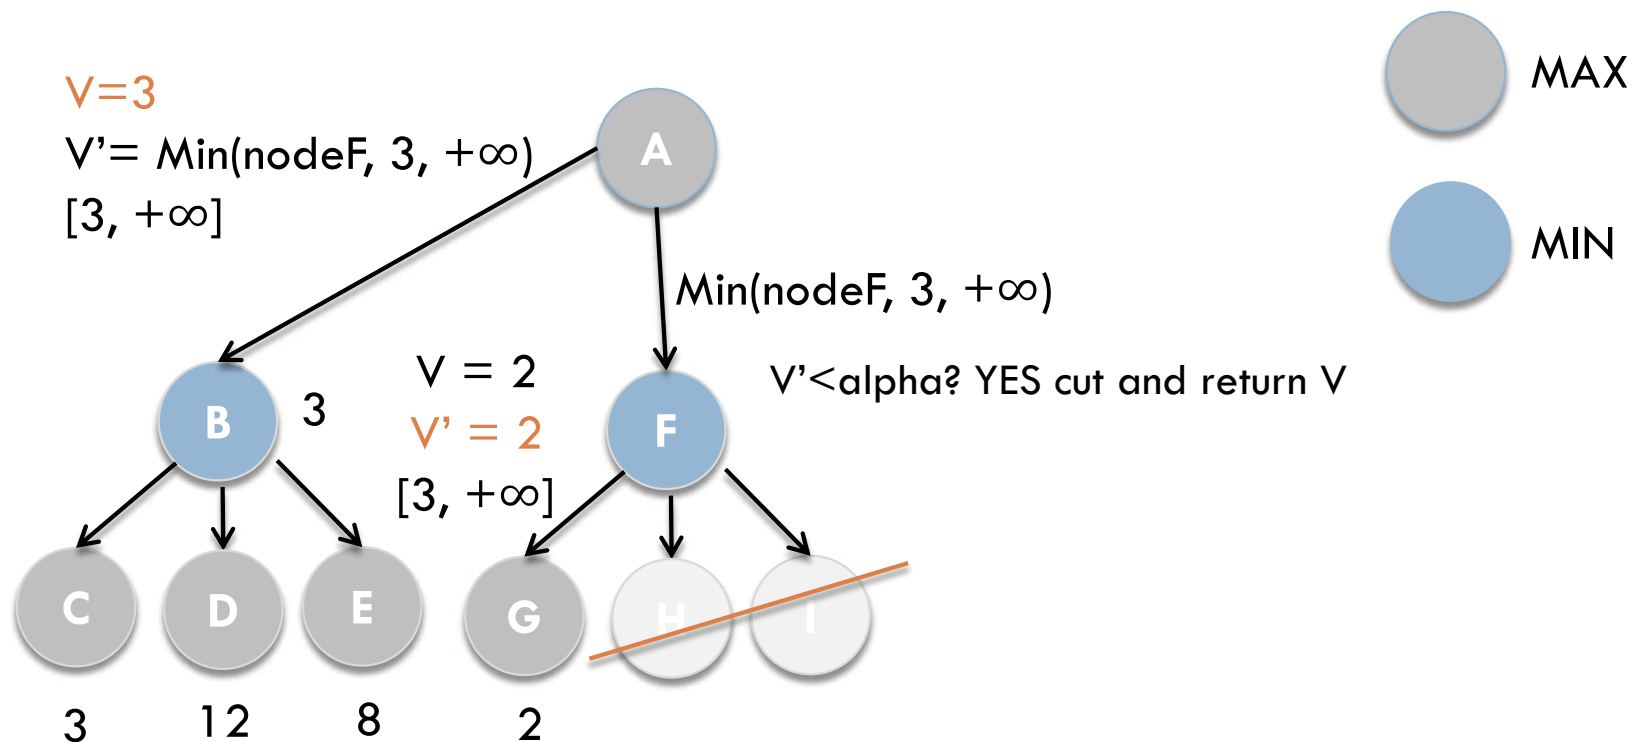 V=3
V'= Min(nodeF, 3, +∞)
[3, +∞]
A
MAX
MIN
Min(nodeF, 3, +∞)
V = 2
V' = 2
[3, +∞]
V'<alpha? YES cut and return V
B
3
F
C
D
E
G
H
I
3
12
8
2